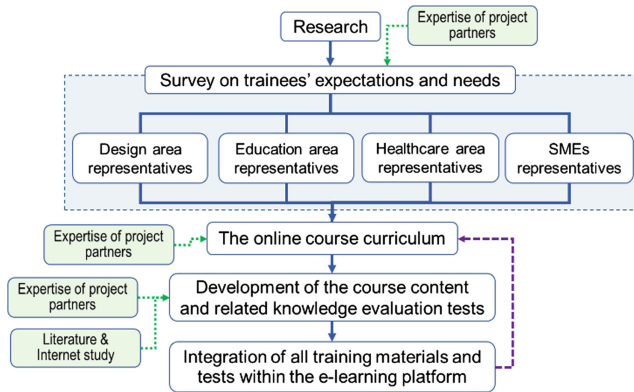 Research
Expertise of project
partners
Survey on trainees' expectations and needs
Design area
representatives
Education area
representatives
Healthcare area
representatives
SMEs
representatives
Expertise of project
partners
The online course curriculum
Expertise of project
partners
Development of the course content
and related knowledge evaluation tests
Literature &
Internet study
Integration of all training materials and
tests within the e-learning platform